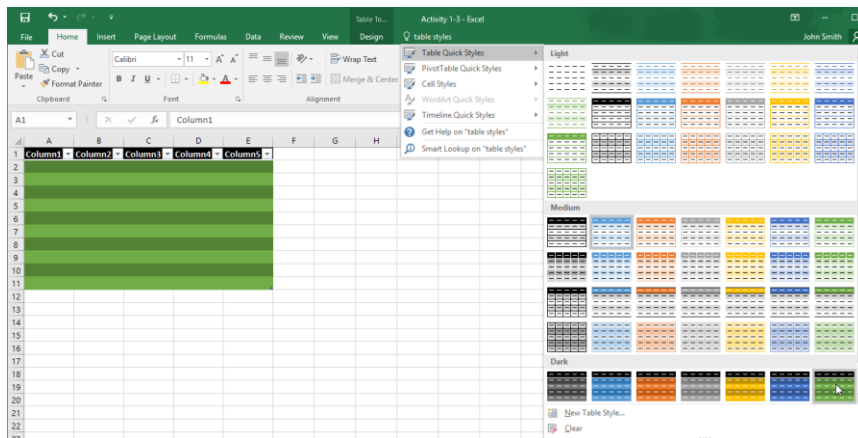 Table To... Activity 1-3 - Excel
File Home Insert Page Layout Formulas Data Review View Design table styles John Smith
Paste
Cut
Copy
Format Painter
Clipboard
Calibri 11 A A
B I U A
Font
Wrap Text
Merge & Center
Alignment
Table Quick Styles
PivotTable Quick Styles
Cell Styles
WordArt Quick Styles
Timeline Quick Styles
Get Help on "table styles"
Smart Lookup on "table styles"
A1 fx Column1
A B C D E F G H
1 Column1 Column2 Column3 Column4 Column5
2
3
4
5
6
7
8
9
10
11
12
13
14
15
16
17
18
19
20
21
22
Light
Medium
Dark
New Table Style...
Clear